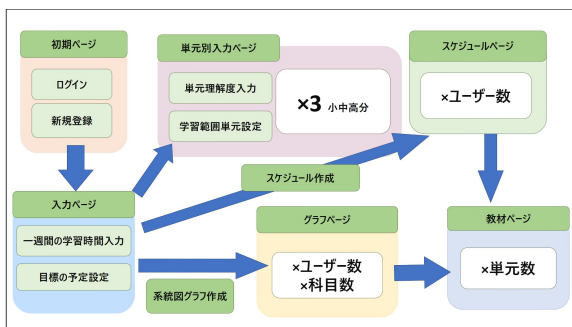 初期ページ
ログイン
新規登録
単元別入力ページ
単元理解度入力
学習範囲単元設定
×3 小中高分
スケジュールページ
×ユーザー数
スケジュール作成
入力ページ
一週間の学習時間入力
目標の予定設定
系統図グラフ作成
グラフページ
×ユーザー数
×科目数
教材ページ
×単元数